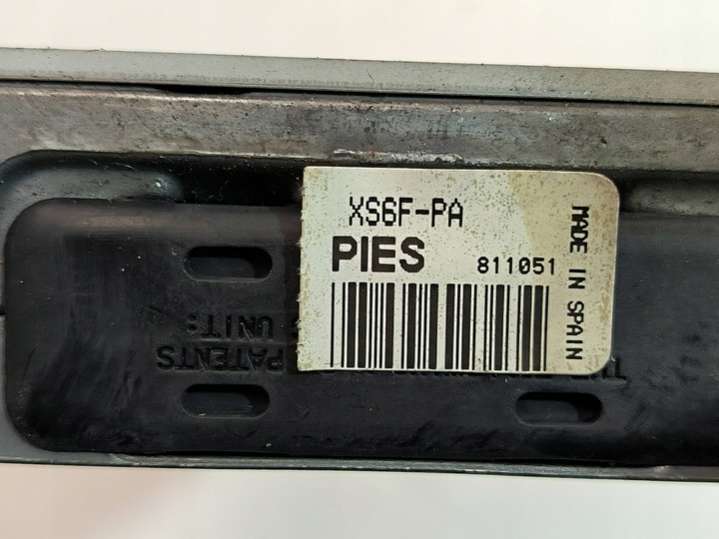 XS6F-PA
PIES 811051
MADE IN SPAIN
PATENTS
UNIT: